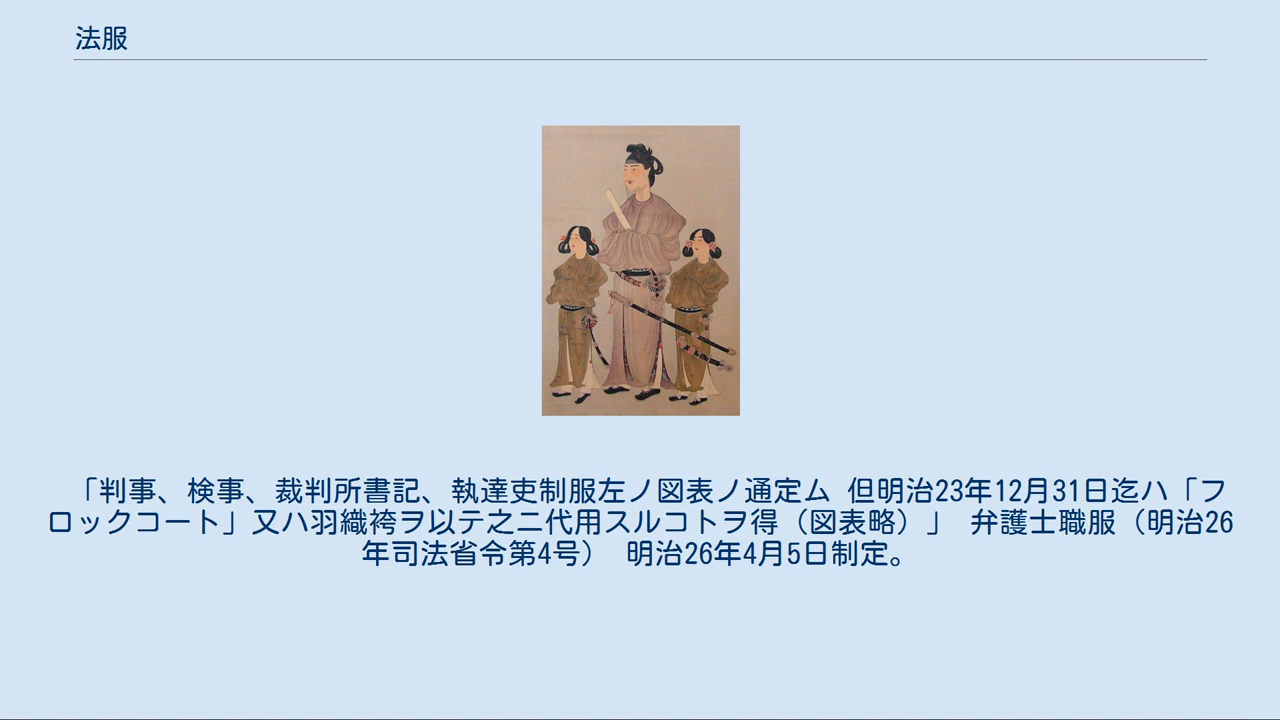 法服
「判事、検事、裁判所書記、執達吏制服左ノ図表ノ通定ム 但明治23年12月31日迄ハ「フ
ロックコート」又ハ羽織袴ヲ以テ之ニ代用スルコトヲ得（図表略）」 弁護士職服（明治26
年司法省令第4号） 明治26年4月5日制定。